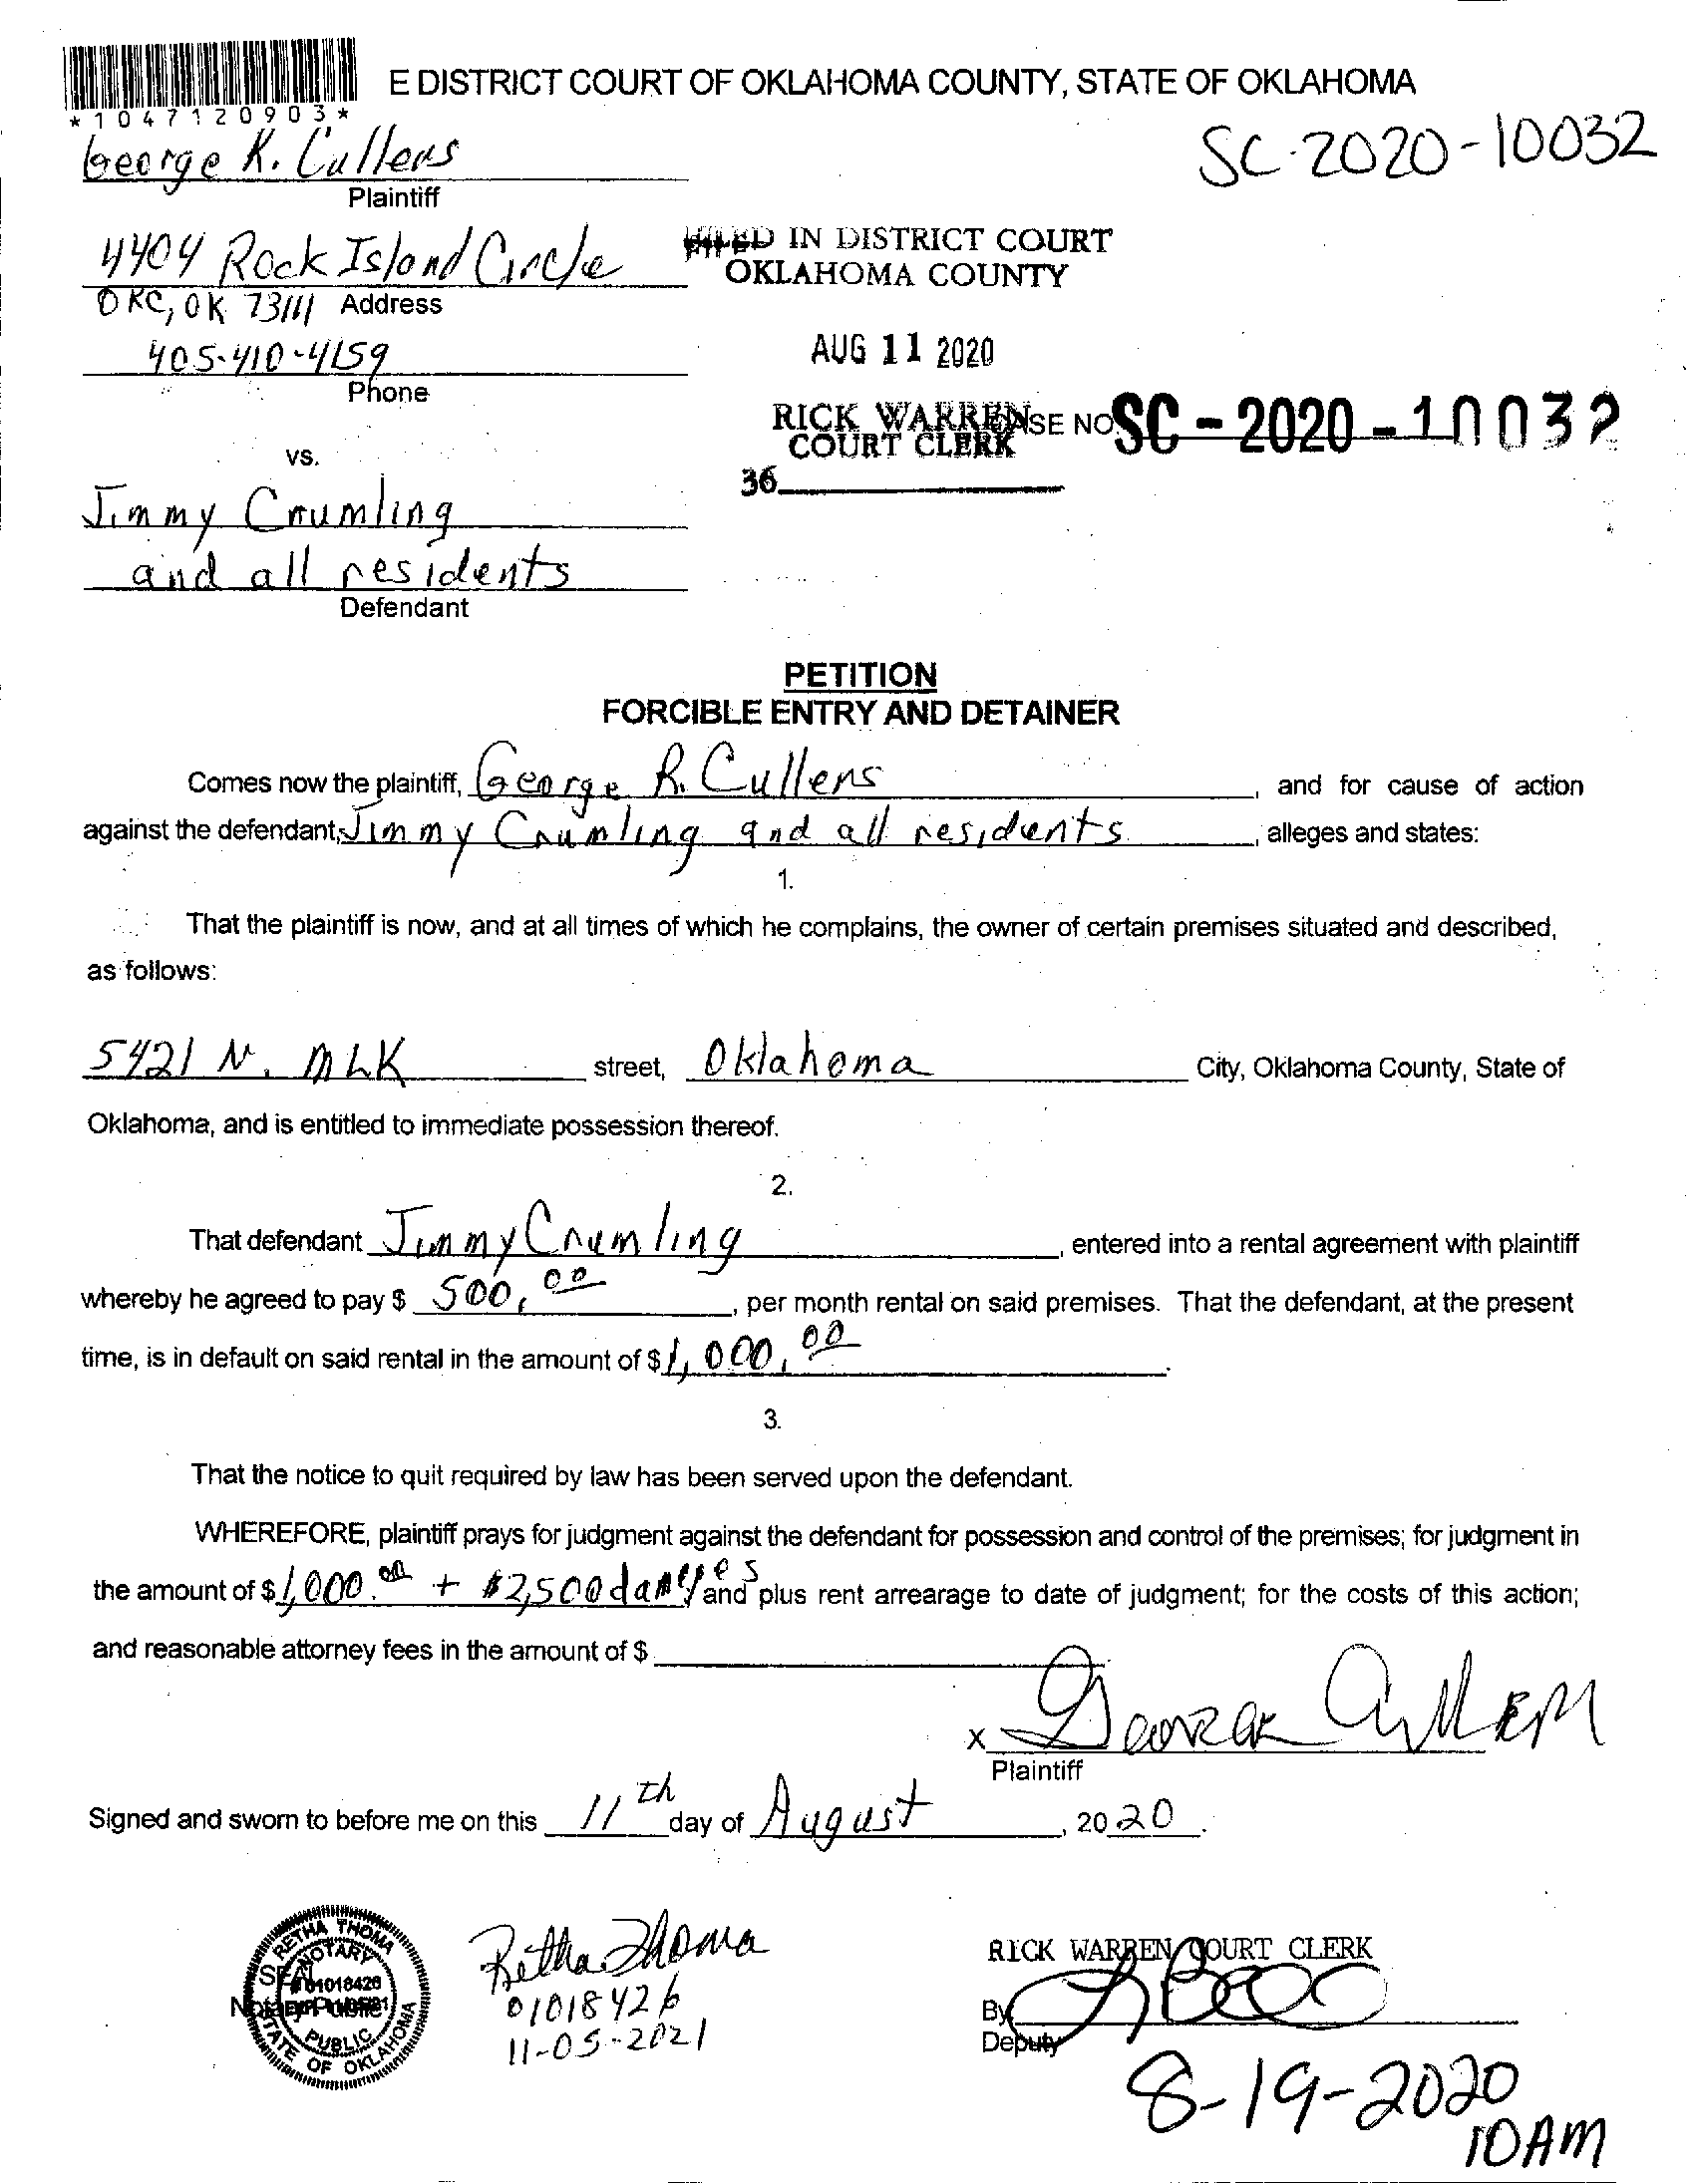 E DISTRICT COURT OF OKLAHOMA COUNTY, STATE OF OKLAHOMA
*1047120903*
George R. Cullens
SC-2020-10032
Plaintiff
4404 Rock Island Circle
FILED IN DISTRICT COURT
OKLAHOMA COUNTY
OKC, OK 73111 Address
405-410-4159
AUG 11 2020
Phone
RICK WARREN
CASE NO. SC-2020-10032
COURT CLERK
vs.
36
Jimmy Crumling
and all residents
Defendant
PETITION
FORCIBLE ENTRY AND DETAINER
Comes now the plaintiff, George R. Cullens, and for cause of action
against the defendant, Jimmy Crumling and all residents, alleges and states:
1.
That the plaintiff is now, and at all times of which he complains, the owner of certain premises situated and described,
as follows:
5421 N. MLK street, Oklahoma City, Oklahoma County, State of
Oklahoma, and is entitled to immediate possession thereof.
2.
That defendant Jimmy Crumling, entered into a rental agreement with plaintiff
whereby he agreed to pay $ 500.00, per month rental on said premises. That the defendant, at the present
time, is in default on said rental in the amount of $ 1,000.00.
3.
That the notice to quit required by law has been served upon the defendant.
WHEREFORE, plaintiff prays for judgment against the defendant for possession and control of the premises; for judgment in
the amount of $ 1,000.00 + $2,500 damages and plus rent arrearage to date of judgment; for the costs of this action;
and reasonable attorney fees in the amount of $
x George Cullens
Plaintiff
Signed and sworn to before me on this 11th day of August, 2020.
RETHA THOMA
NOTARY
SEAL
# 01018426
PUBLIC
STATE OF OKLAHOMA
Retha Thoma
01018426
11-05-2021
RICK WARREN COURT CLERK
By
Deputy
8-19-2020
10AM